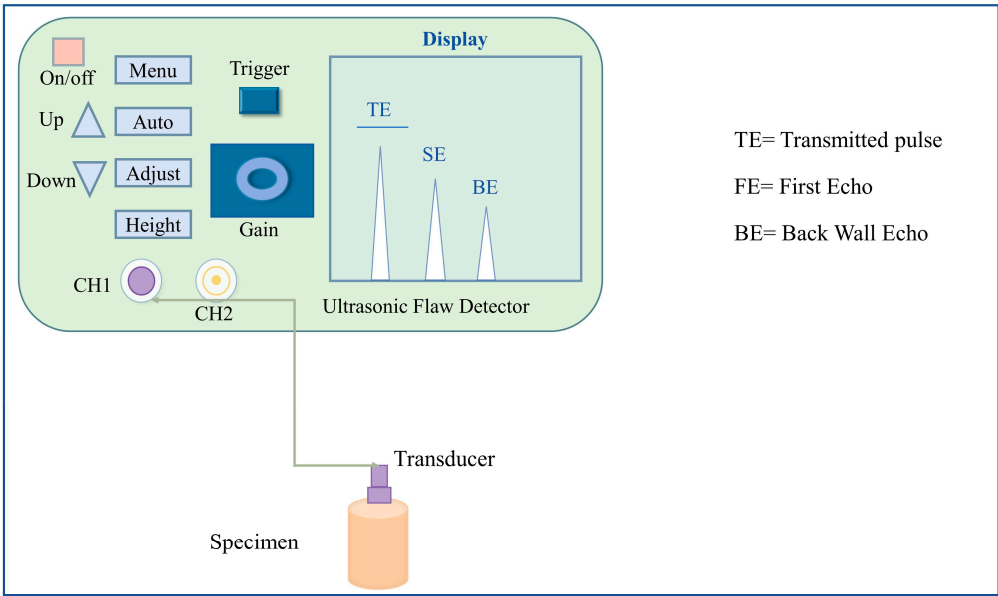 Display
On/off
Menu
Trigger
Up
Auto
Down
Adjust
Height
Gain
TE
SE
BE
CH1
CH2
Ultrasonic Flaw Detector
TE= Transmitted pulse
FE= First Echo
BE= Back Wall Echo
Transducer
Specimen